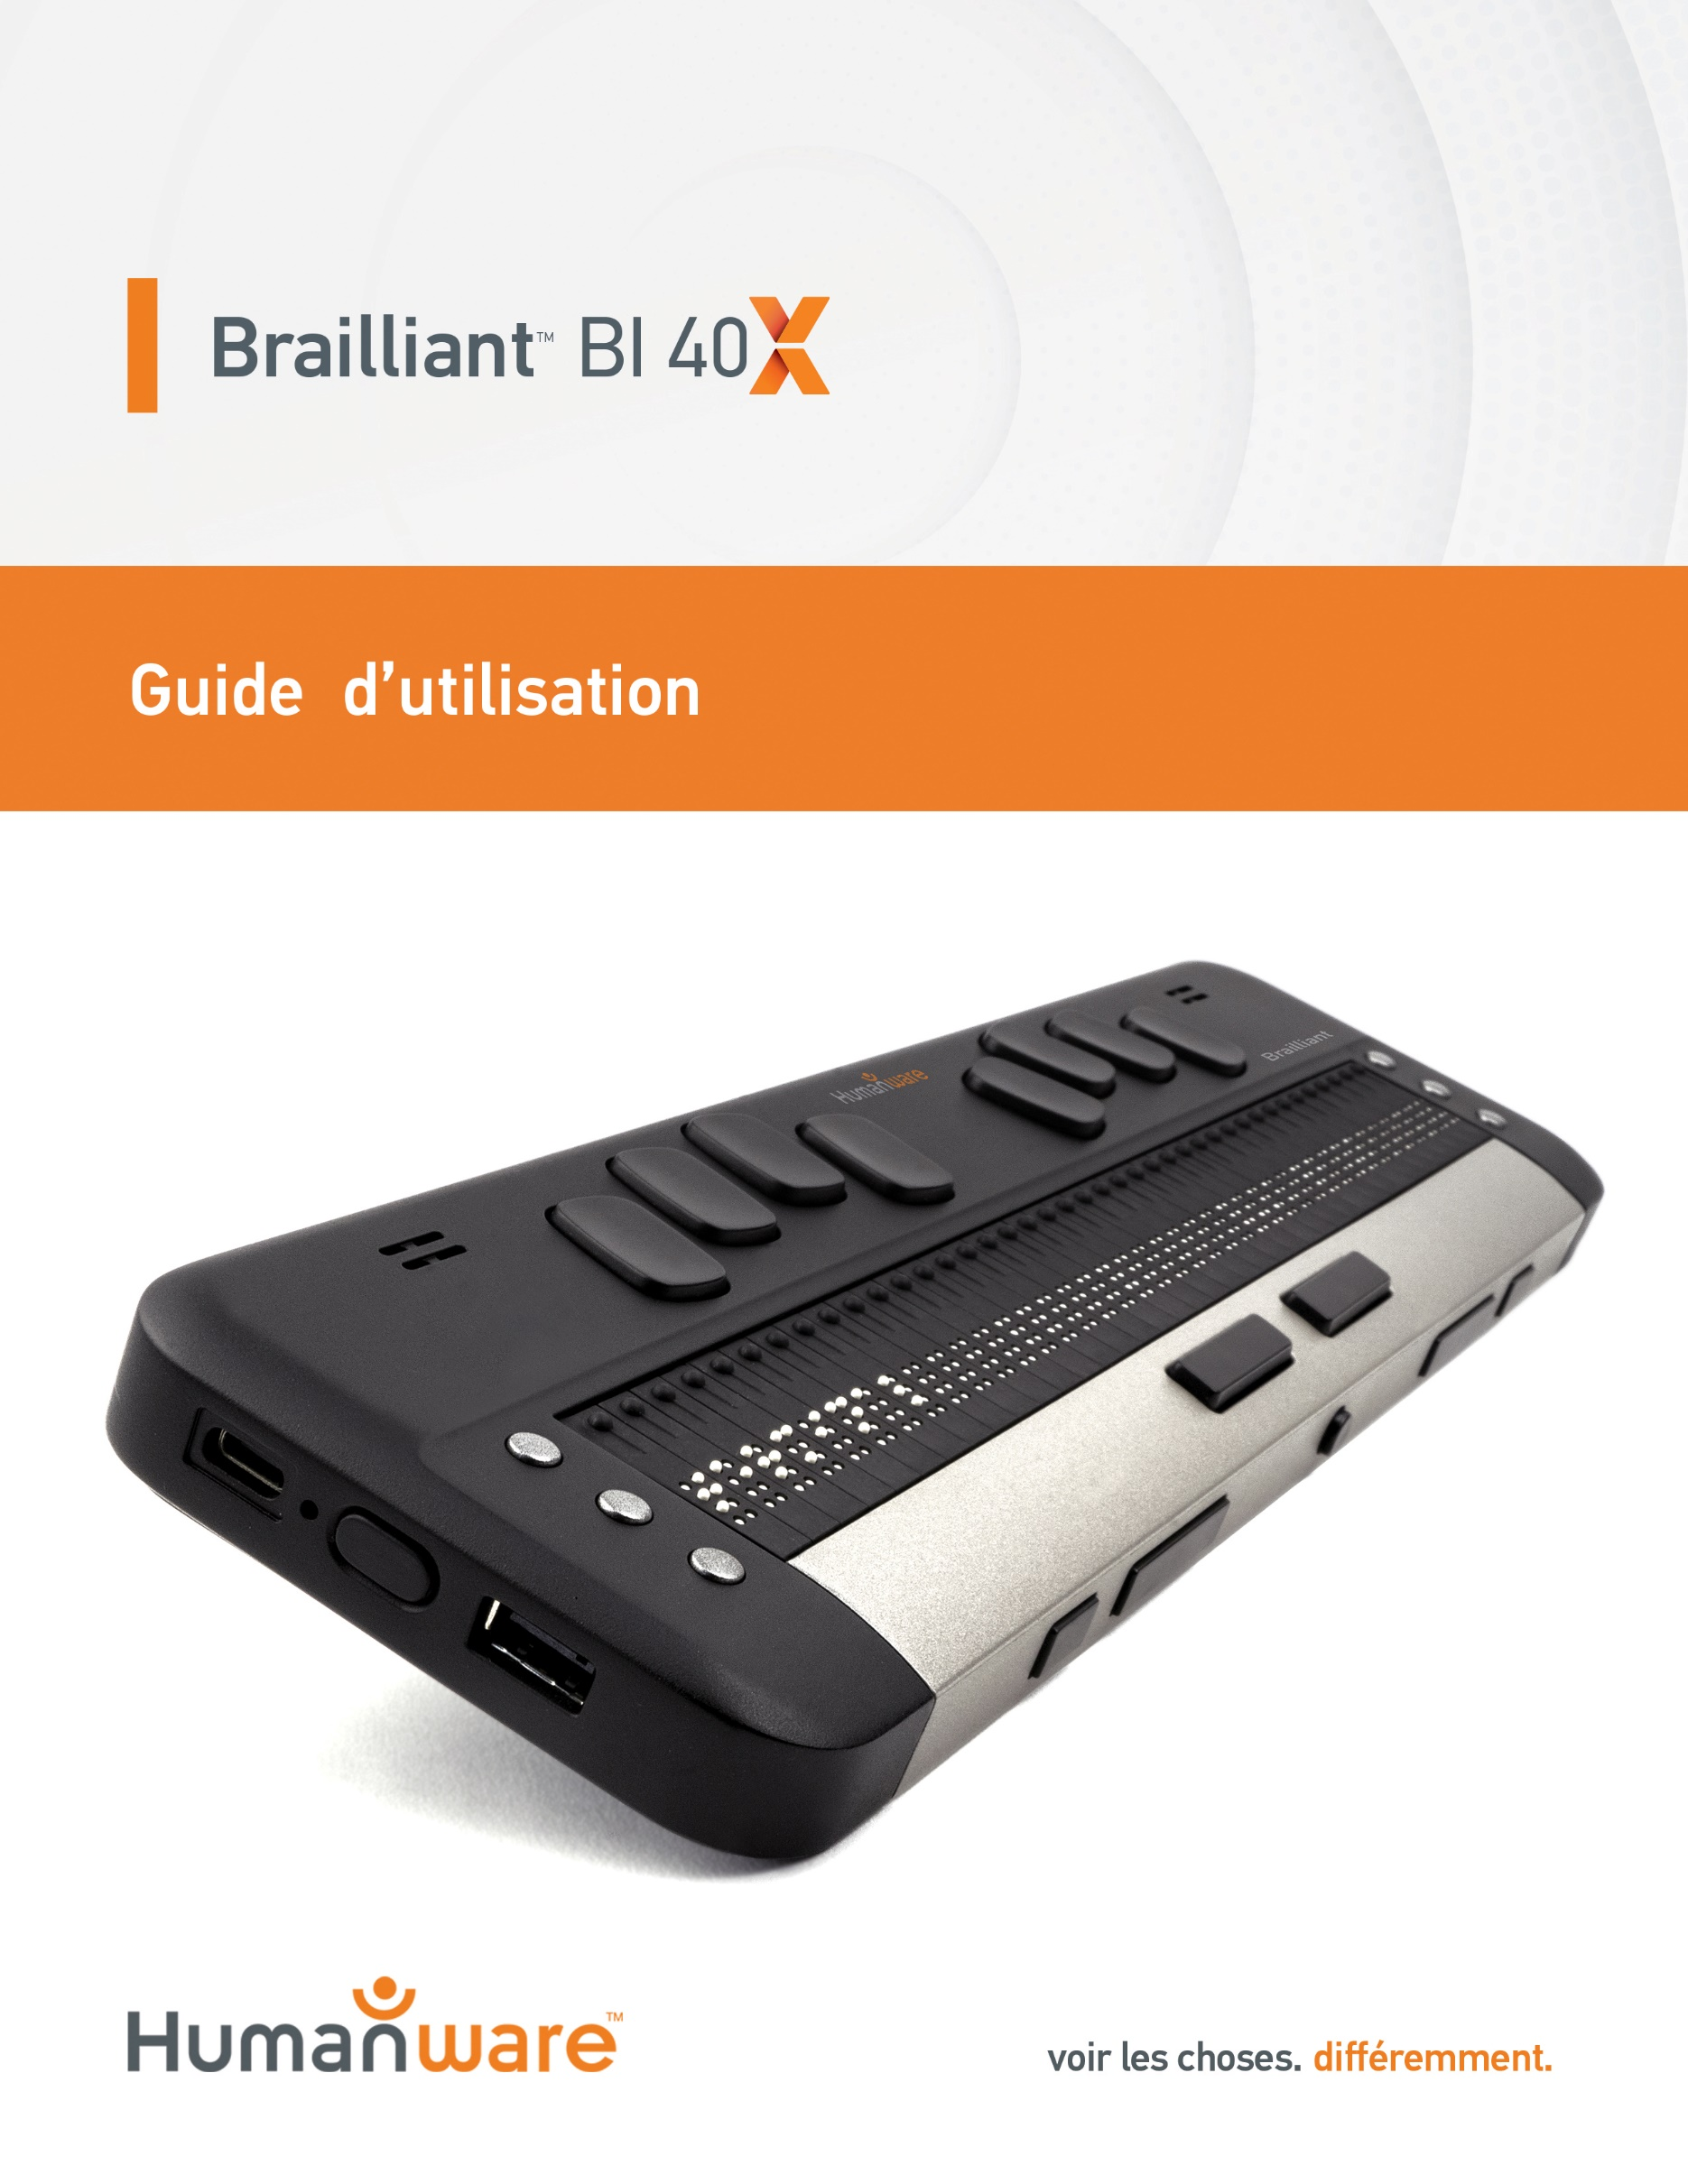 Brailliant™ BI 40X
Guide d’utilisation
Humanware
Brailliant
Humanware™
voir les choses. différemment.